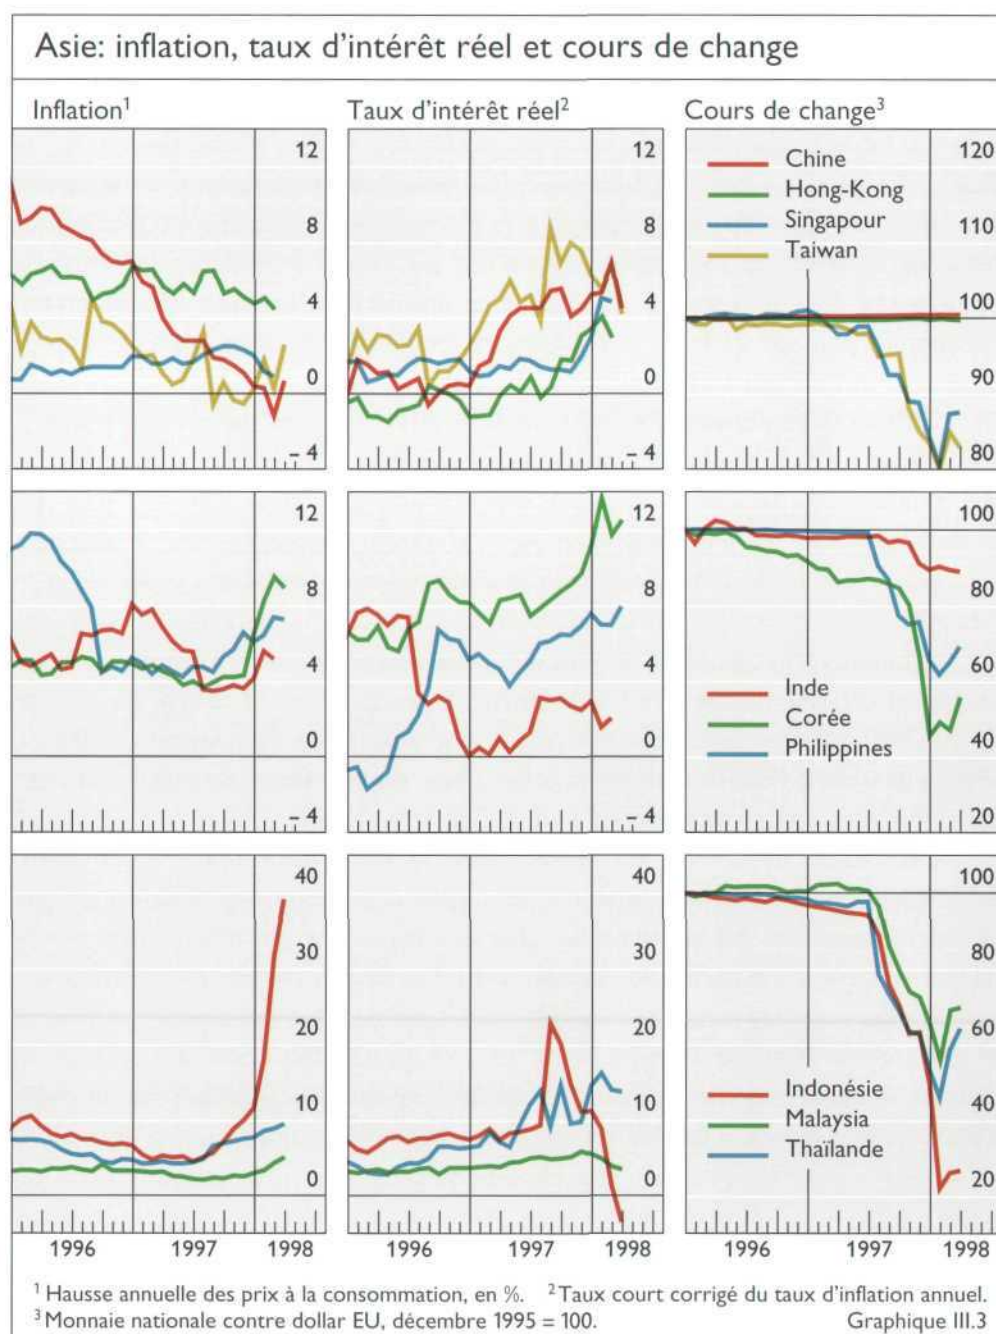 Asie: inflation, taux d'intérêt réel et cours de change
Inflation¹ Taux d'intérêt réel² Cours de change³
12 12 120
8 8 110
4 4 100
0 0 90
– 4 – 4 80
Chine
Hong-Kong
Singapour
Taiwan
12 12 100
8 8 80
4 4 60
0 0 40
– 4 – 4 20
Inde
Corée
Philippines
40 40 100
30 30 80
20 20 60
10 10 40
0 0 20
Indonésie
Malaysia
Thaïlande
1996 1997 1998 1996 1997 1998 1996 1997 1998
¹ Hausse annuelle des prix à la consommation, en %. ² Taux court corrigé du taux d'inflation annuel.
³ Monnaie nationale contre dollar EU, décembre 1995 = 100. Graphique III.3